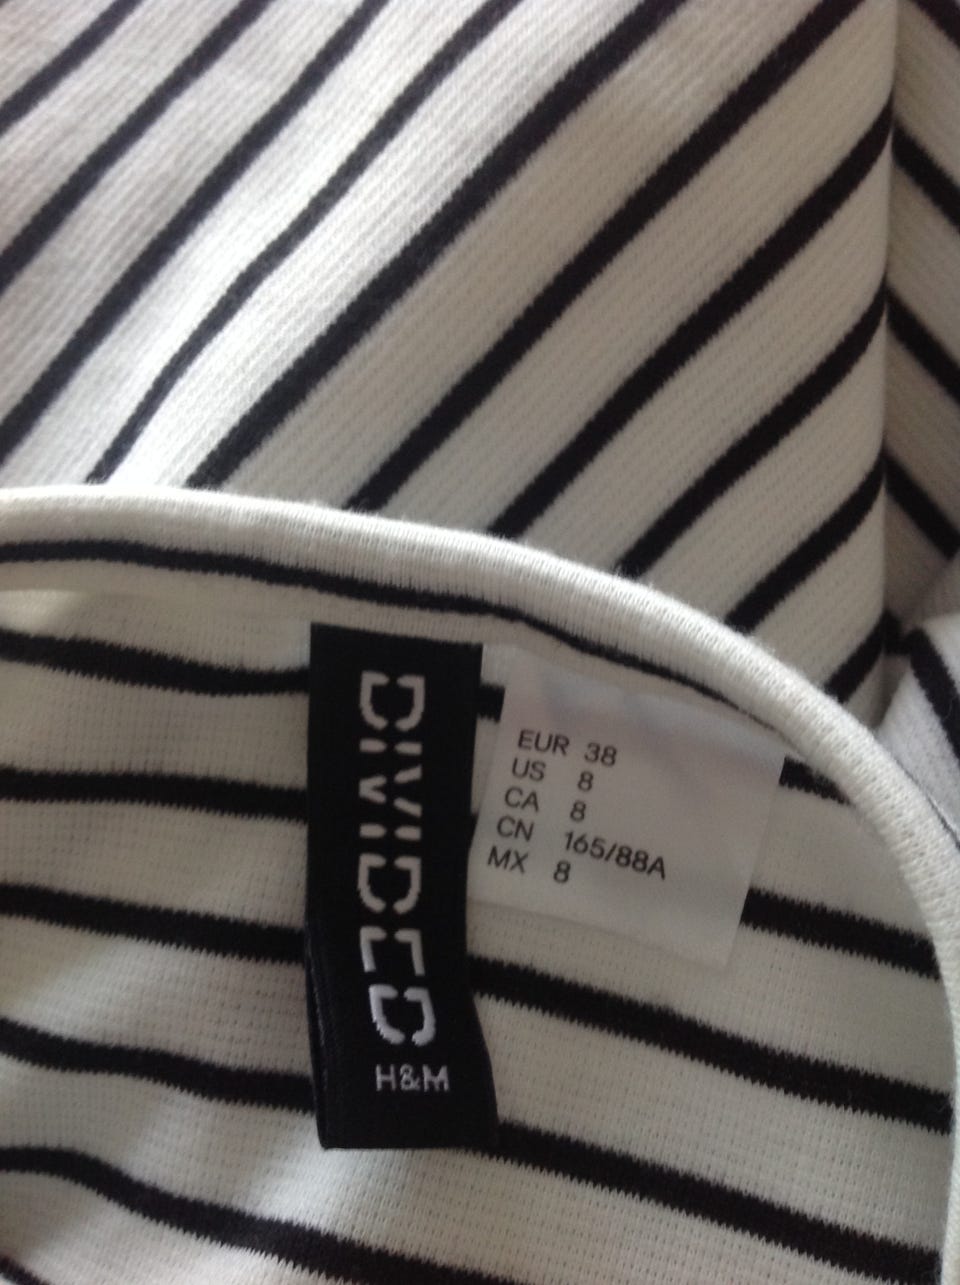 DIVIDED
H&M
EUR 38
US 8
CA 8
CN 165/88A
MX 8